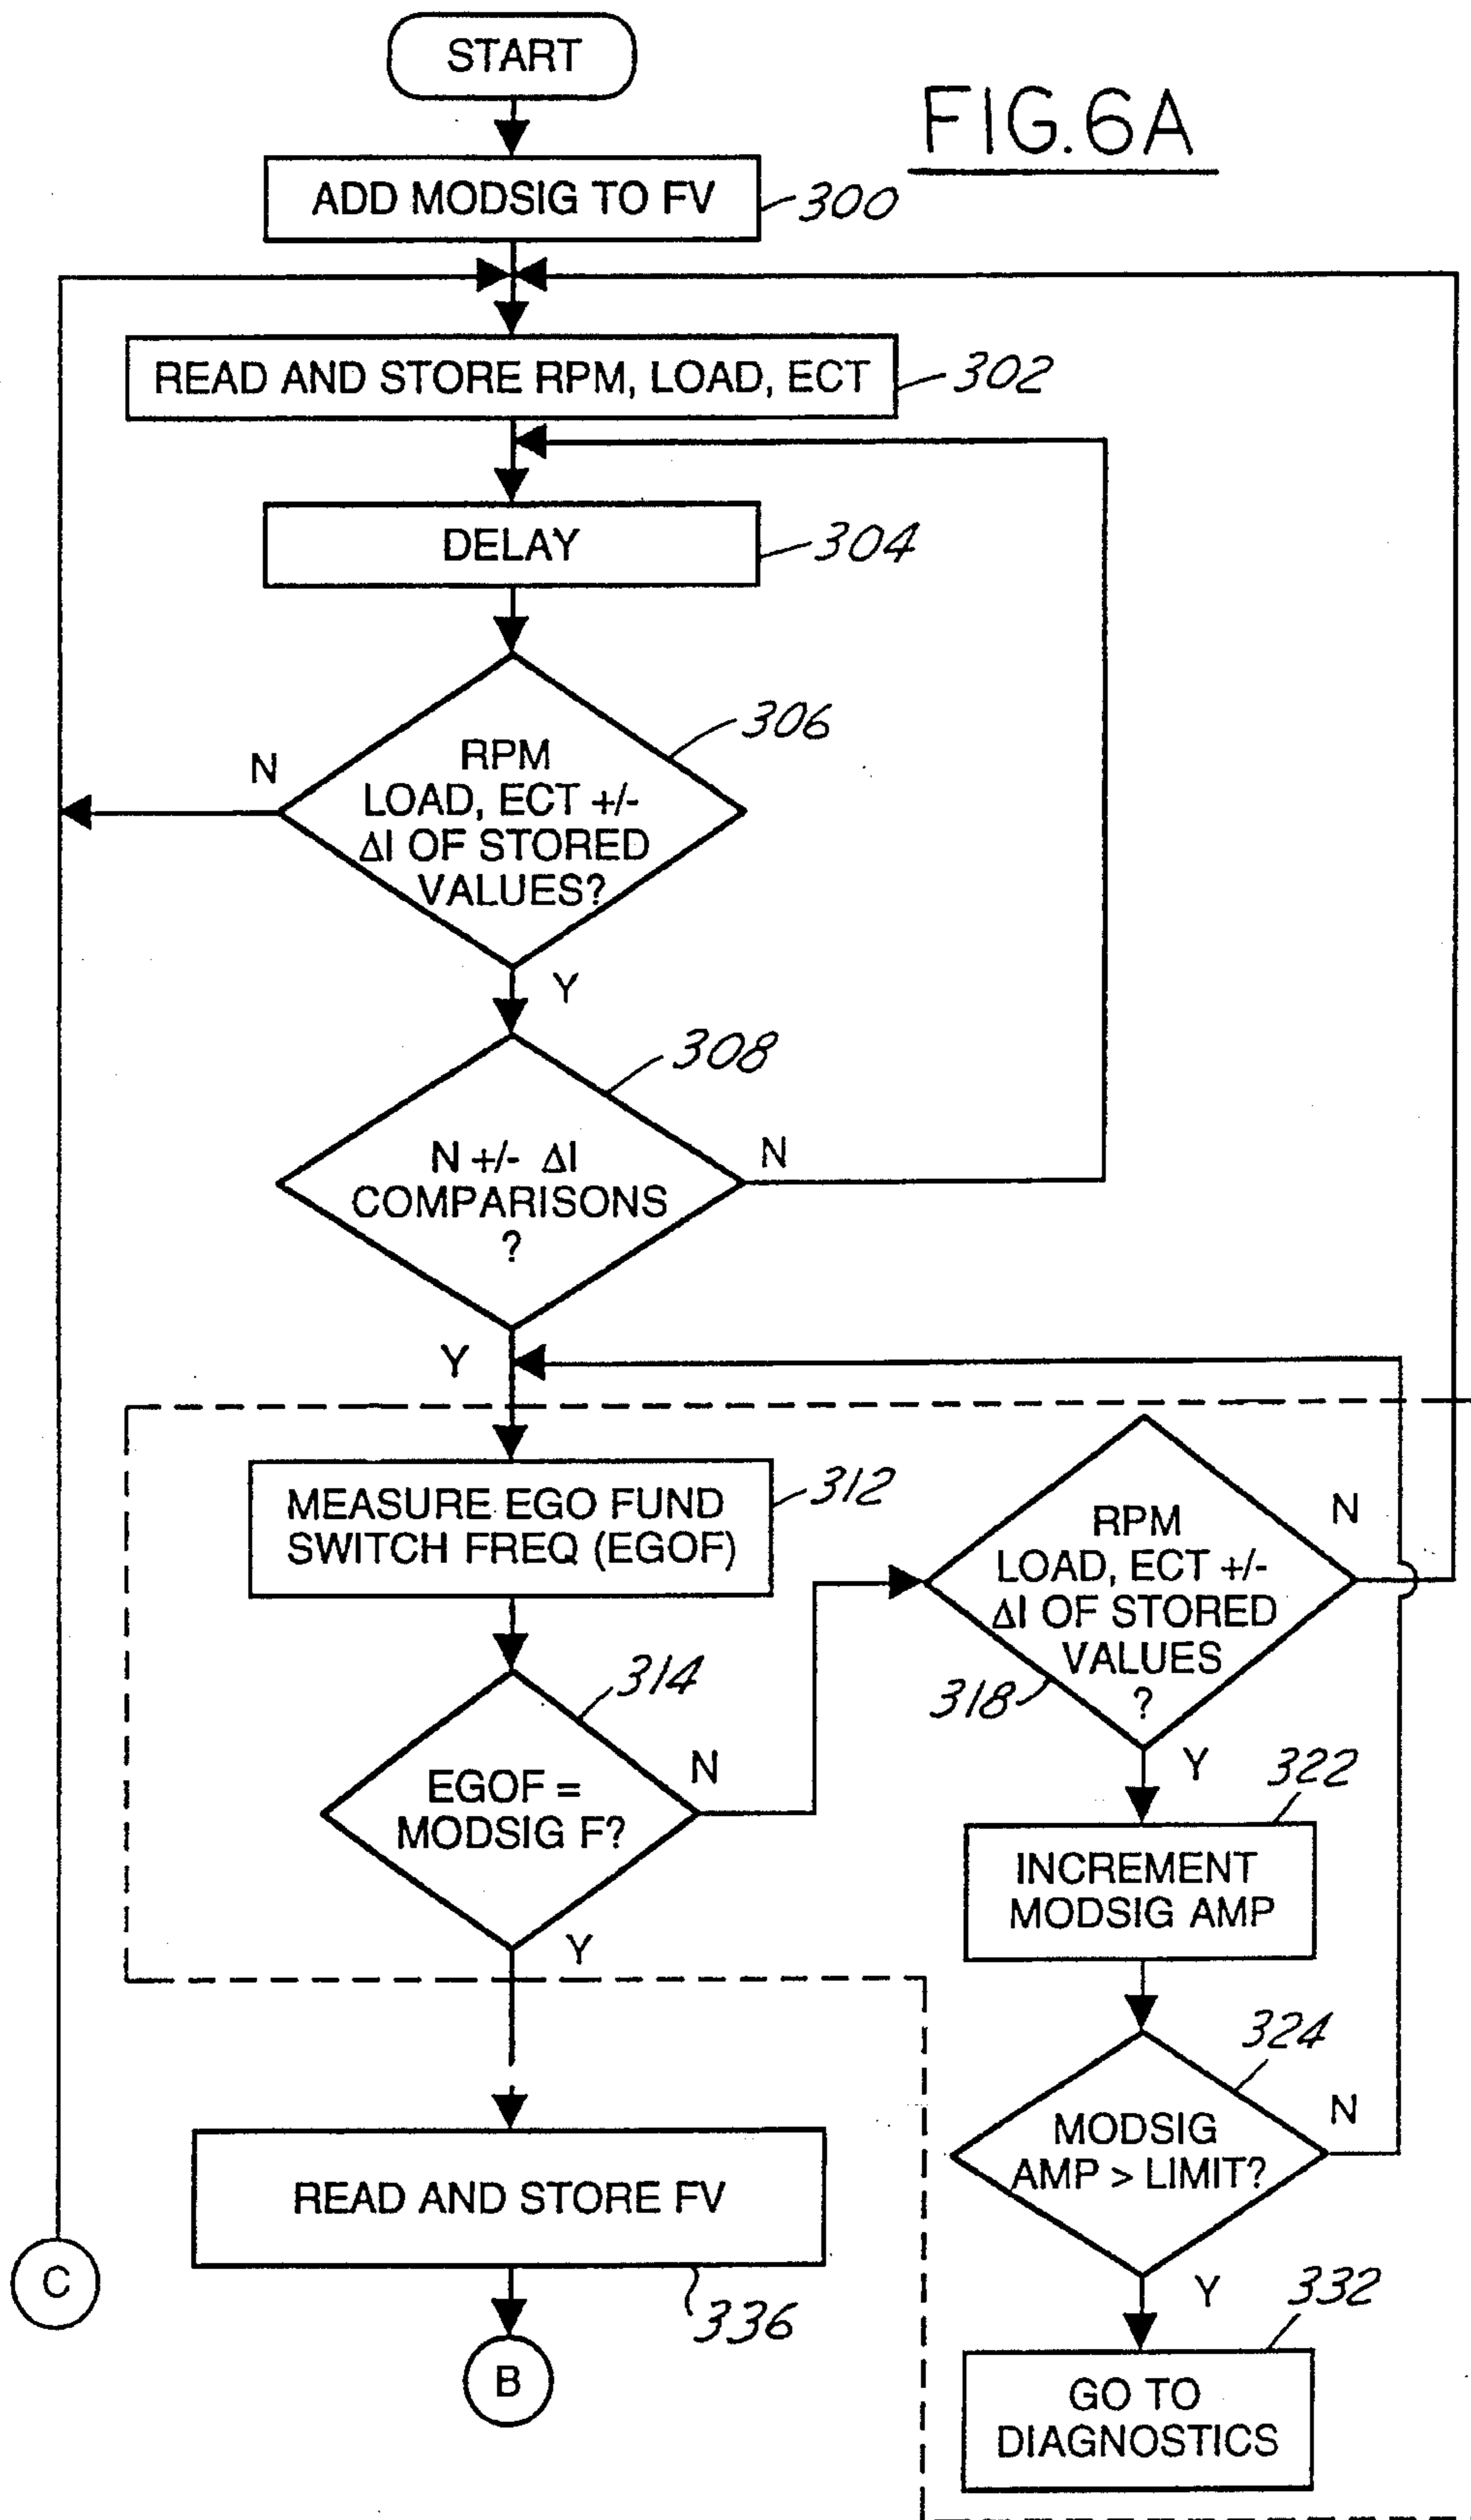 START
FIG.6A
ADD MODSIG TO FV
300
READ AND STORE RPM, LOAD, ECT
302
DELAY
304
306
N
RPM
LOAD, ECT +/-
ΔI OF STORED
VALUES?
Y
308
N +/- ΔI
COMPARISONS
?
N
Y
MEASURE EGO FUND
SWITCH FREQ (EGOF)
312
N
RPM
LOAD, ECT +/-
ΔI OF STORED
VALUES
?
318
314
EGOF =
MODSIG F?
N
Y
Y
322
INCREMENT
MODSIG AMP
324
MODSIG
AMP > LIMIT?
N
READ AND STORE FV
336
C
B
Y
332
GO TO
DIAGNOSTICS